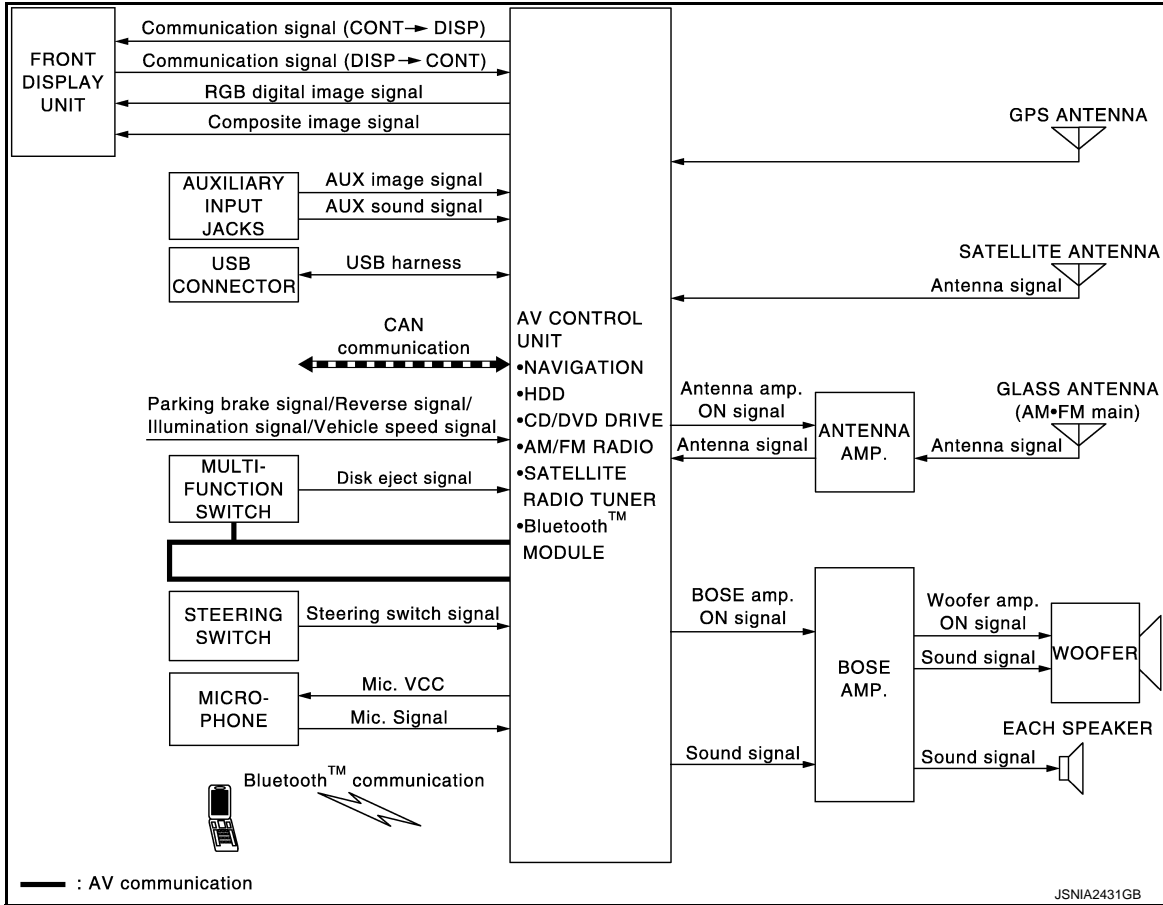 FRONT
DISPLAY
UNIT
Communication signal (CONT→ DISP)
Communication signal (DISP→ CONT)
RGB digital image signal
Composite image signal
AUXILIARY
INPUT
JACKS
AUX image signal
AUX sound signal
USB
CONNECTOR
USB harness
CAN
communication
Parking brake signal/Reverse signal/
Illumination signal/Vehicle speed signal
MULTI-
FUNCTION
SWITCH
Disk eject signal
STEERING
SWITCH
Steering switch signal
MICRO-
PHONE
Mic. VCC
Mic. Signal
Bluetooth™ communication
: AV communication
AV CONTROL
UNIT
•NAVIGATION
•HDD
•CD/DVD DRIVE
•AM/FM RADIO
•SATELLITE
RADIO TUNER
•Bluetooth™
MODULE
GPS ANTENNA
SATELLITE ANTENNA
Antenna signal
Antenna amp.
ON signal
Antenna signal
ANTENNA
AMP.
GLASS ANTENNA
(AM•FM main)
Antenna signal
BOSE amp.
ON signal
Sound signal
BOSE
AMP.
Woofer amp.
ON signal
Sound signal
WOOFER
EACH SPEAKER
Sound signal
JSNIA2431GB